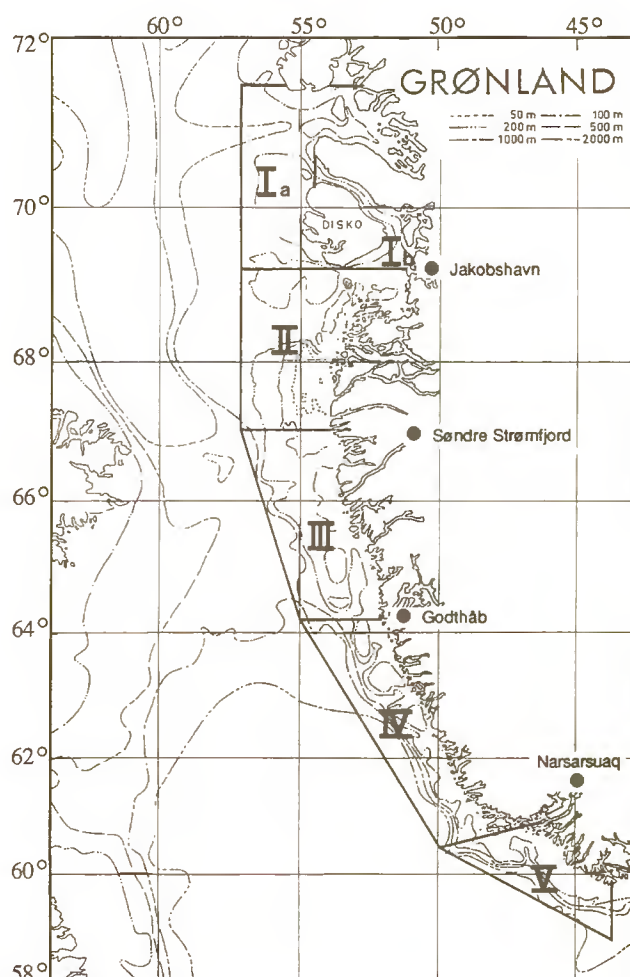 60° 55° 50° 45°
72°
GRØNLAND
50 m 100 m
200 m 500 m
1000 m 2000 m
Ia
70°
DISKO
Ib
Jakobshavn
II
68°
Søndre Strømfjord
66°
III
Godthåb
64°
IV
62°
Narsarsuaq
60°
V
58°